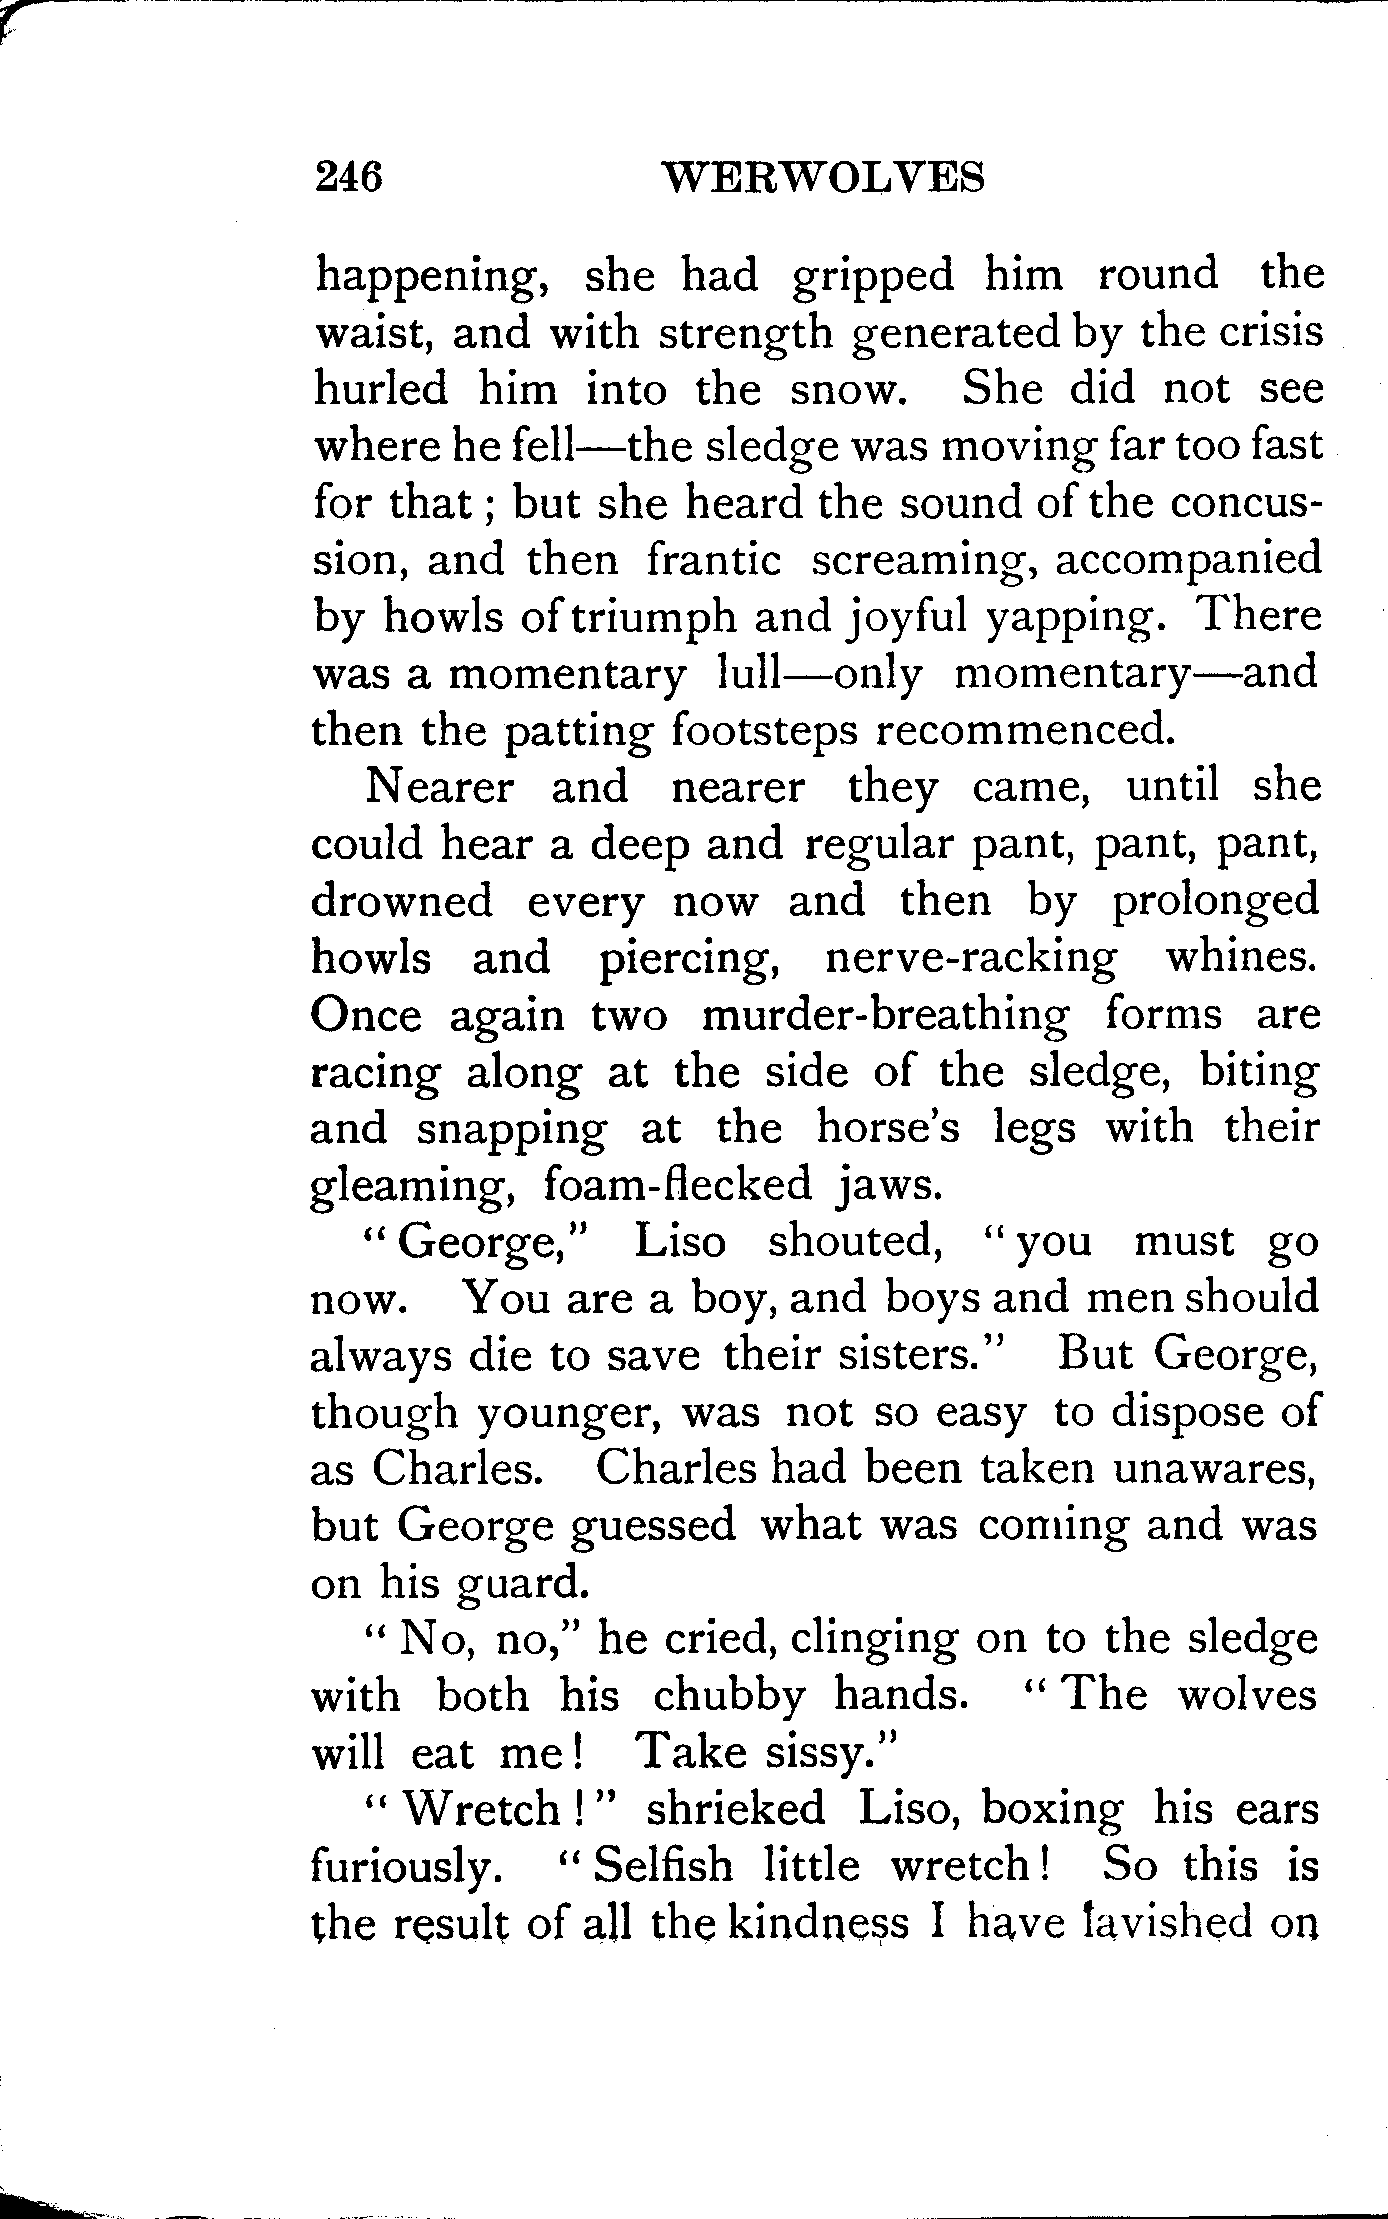 246 WERWOLVES
happening, she had gripped him round the
waist, and with strength generated by the crisis
hurled him into the snow. She did not see
where he fell—the sledge was moving far too fast
for that ; but she heard the sound of the concus-
sion, and then frantic screaming, accompanied
by howls of triumph and joyful yapping. There
was a momentary lull—only momentary—and
then the patting footsteps recommenced.
Nearer and nearer they came, until she
could hear a deep and regular pant, pant, pant,
drowned every now and then by prolonged
howls and piercing, nerve-racking whines.
Once again two murder-breathing forms are
racing along at the side of the sledge, biting
and snapping at the horse's legs with their
gleaming, foam-flecked jaws.
“ George,” Liso shouted, “ you must go
now. You are a boy, and boys and men should
always die to save their sisters.” But George,
though younger, was not so easy to dispose of
as Charles. Charles had been taken unawares,
but George guessed what was coming and was
on his guard.
“ No, no,” he cried, clinging on to the sledge
with both his chubby hands. “ The wolves
will eat me ! Take sissy.”
“ Wretch ! ” shrieked Liso, boxing his ears
furiously. “ Selfish little wretch ! So this is
the result of all the kindness I have lavished on